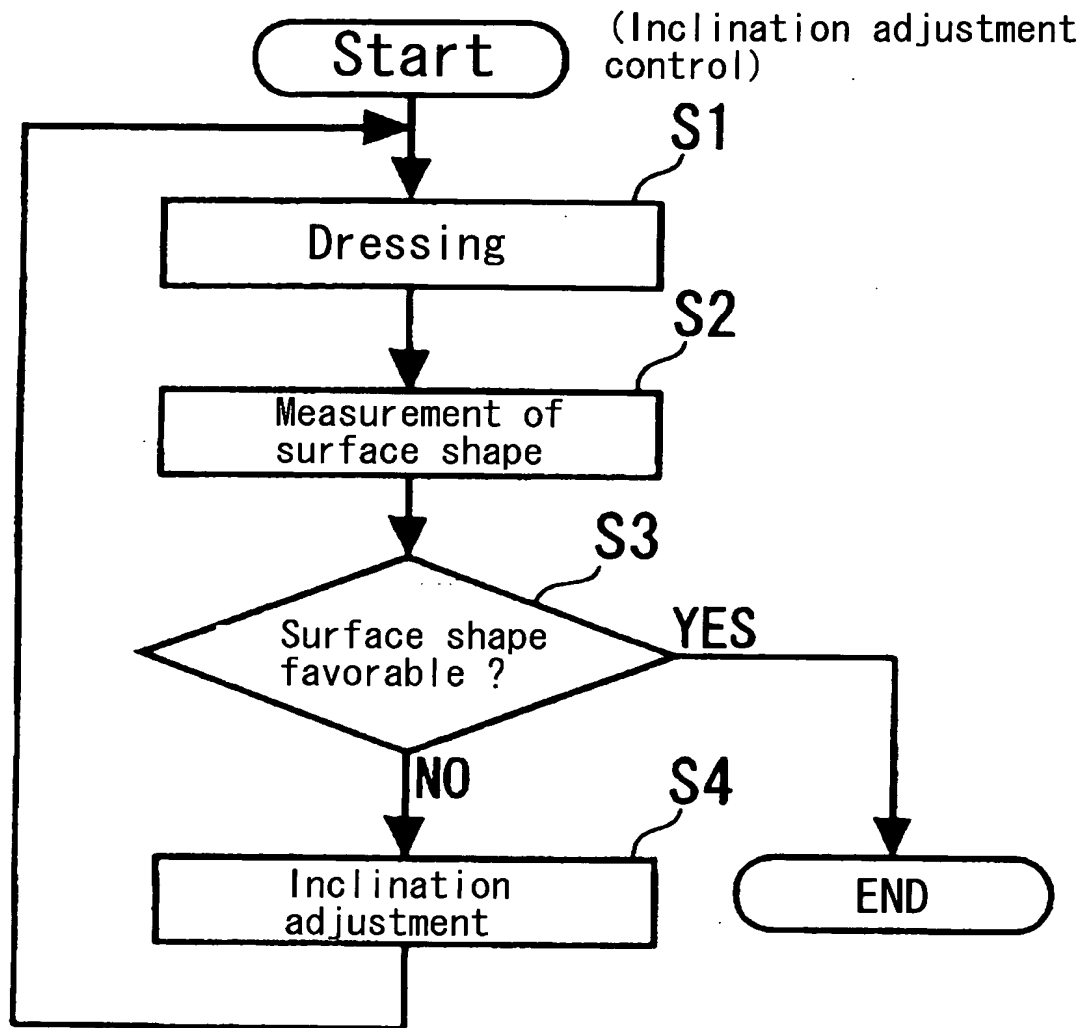 Start
(Inclination adjustment
control)
S1
Dressing
S2
Measurement of
surface shape
S3
Surface shape
favorable ?
YES
NO
S4
Inclination
adjustment
END